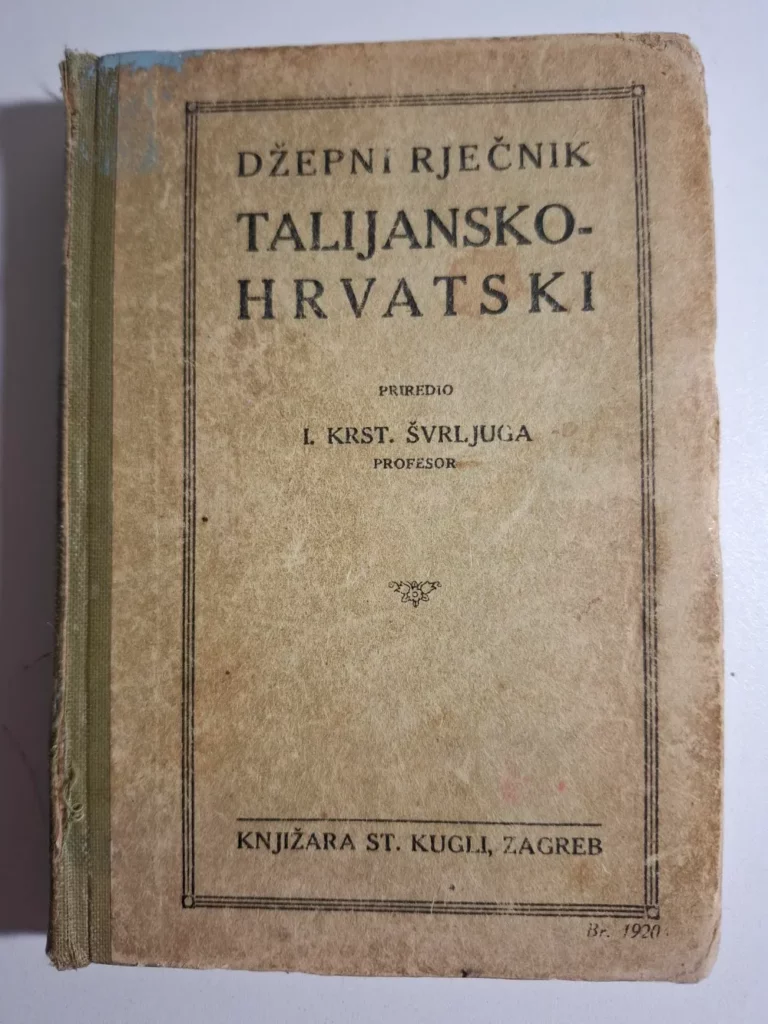 DŽEPNI RJEČNIK
TALIJANSKO-
HRVATSKI
PRIREDIO
I. KRST. ŠVRLJUGA
PROFESOR
KNJIŽARA ST. KUGLI, ZAGREB
Br. 1920